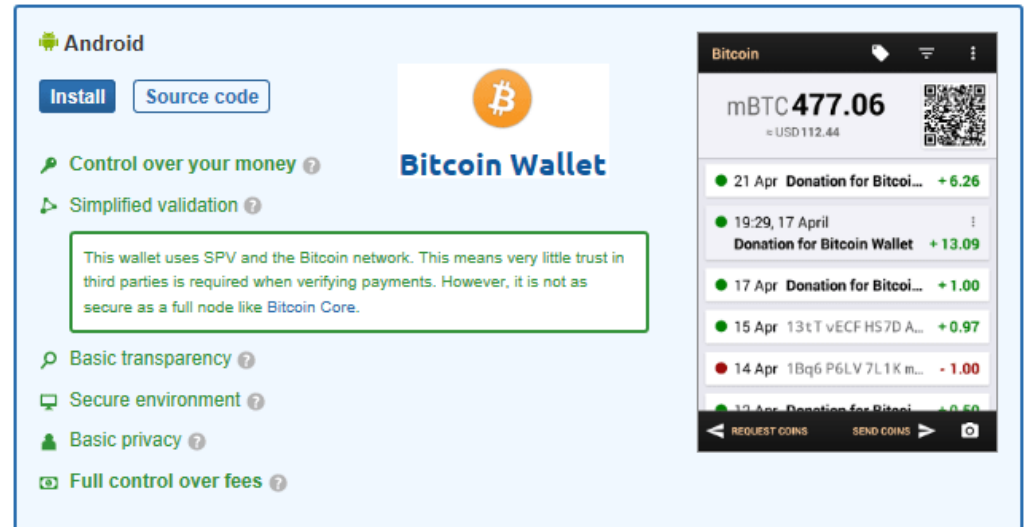 Android
Install Source code
Bitcoin Wallet
Control over your money ?
Simplified validation ?
This wallet uses SPV and the Bitcoin network. This means very little trust in
third parties is required when verifying payments. However, it is not as
secure as a full node like Bitcoin Core.
Basic transparency ?
Secure environment ?
Basic privacy ?
Full control over fees ?
Bitcoin
mBTC 477.06
≈ USD 112.44
21 Apr Donation for Bitcoi... + 6.26
19:29, 17 April
Donation for Bitcoin Wallet + 13.09
17 Apr Donation for Bitcoi... + 1.00
15 Apr 13tT vECF HS7D A... + 0.97
14 Apr 1Bq6 P6LV 7L1K m... - 1.00
12 Apr Donation for Bitcoi
REQUEST COINS SEND COINS